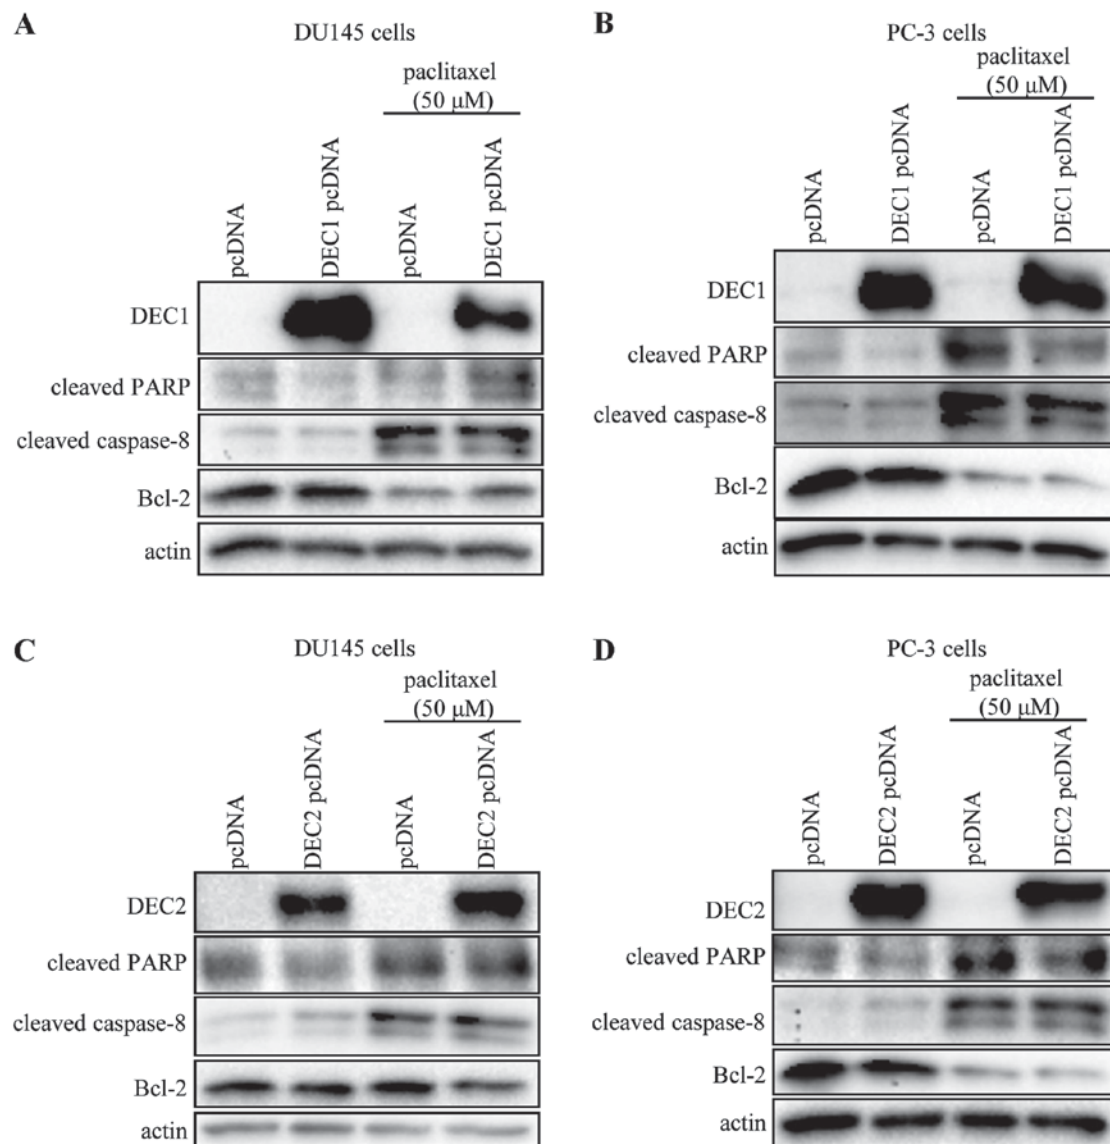 A
DU145 cells
paclitaxel
(50 μM)
pcDNA
DEC1 pcDNA
pcDNA
DEC1 pcDNA
DEC1
cleaved PARP
cleaved caspase-8
Bcl-2
actin
B
PC-3 cells
paclitaxel
(50 μM)
pcDNA
DEC1 pcDNA
pcDNA
DEC1 pcDNA
DEC1
cleaved PARP
cleaved caspase-8
Bcl-2
actin
C
DU145 cells
paclitaxel
(50 μM)
pcDNA
DEC2 pcDNA
pcDNA
DEC2 pcDNA
DEC2
cleaved PARP
cleaved caspase-8
Bcl-2
actin
D
PC-3 cells
paclitaxel
(50 μM)
pcDNA
DEC2 pcDNA
pcDNA
DEC2 pcDNA
DEC2
cleaved PARP
cleaved caspase-8
Bcl-2
actin